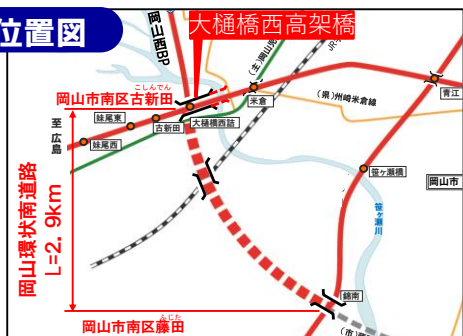 位置図
大樋橋西高架橋
岡山西BP
こしんでん
岡山市南区古新田
(主)岡山児
米倉
(県)州崎米倉線
青江
妹尾東
古新田
大樋橋西詰
妹尾西
至広島
笹ヶ瀬橋
笹ヶ瀬川
岡山市
岡山環状南道路
L=2.9km
錦南
ふじた
岡山市南区藤田
(市)